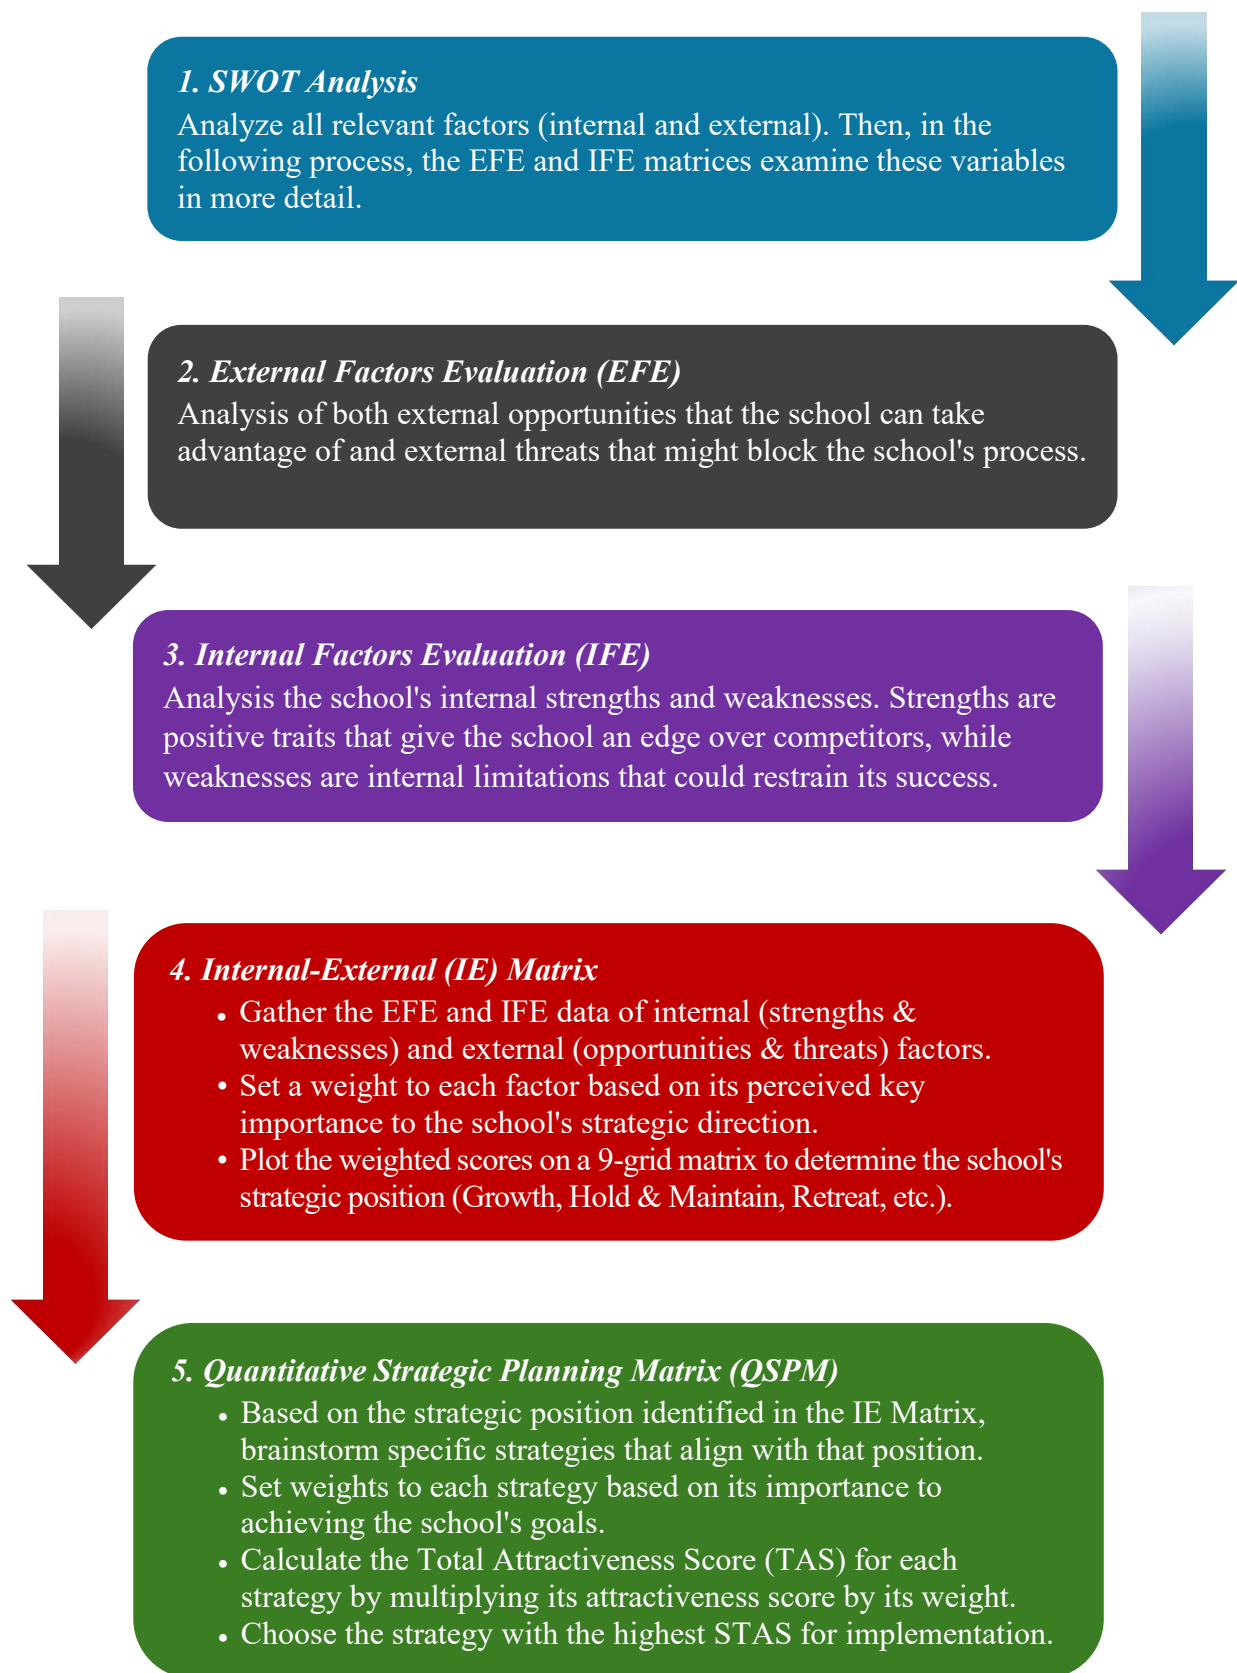 1. SWOT Analysis
Analyze all relevant factors (internal and external). Then, in the
following process, the EFE and IFE matrices examine these variables
in more detail.
2. External Factors Evaluation (EFE)
Analysis of both external opportunities that the school can take
advantage of and external threats that might block the school's process.
3. Internal Factors Evaluation (IFE)
Analysis the school's internal strengths and weaknesses. Strengths are
positive traits that give the school an edge over competitors, while
weaknesses are internal limitations that could restrain its success.
4. Internal-External (IE) Matrix
• Gather the EFE and IFE data of internal (strengths &
weaknesses) and external (opportunities & threats) factors.
• Set a weight to each factor based on its perceived key
importance to the school's strategic direction.
• Plot the weighted scores on a 9-grid matrix to determine the school's
strategic position (Growth, Hold & Maintain, Retreat, etc.).
5. Quantitative Strategic Planning Matrix (QSPM)
• Based on the strategic position identified in the IE Matrix,
brainstorm specific strategies that align with that position.
• Set weights to each strategy based on its importance to
achieving the school's goals.
• Calculate the Total Attractiveness Score (TAS) for each
strategy by multiplying its attractiveness score by its weight.
• Choose the strategy with the highest STAS for implementation.